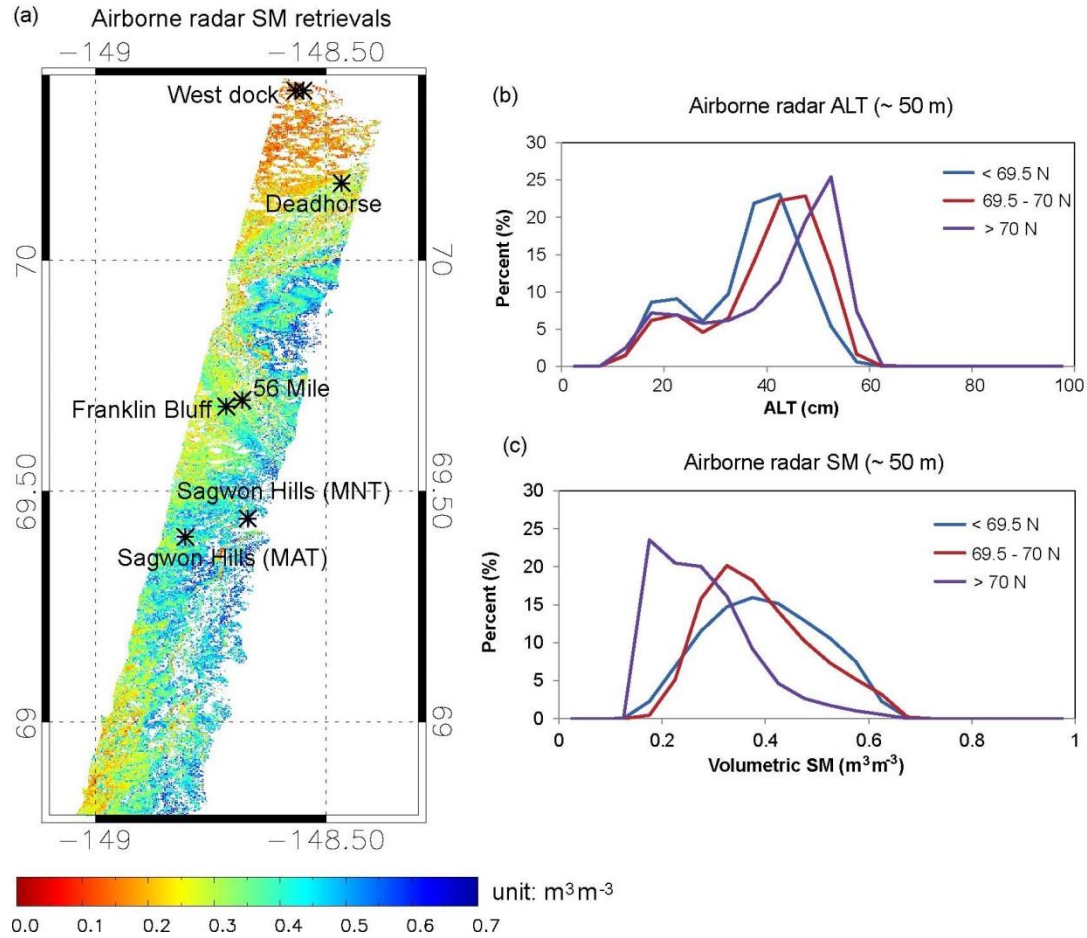 (a) Airborne radar SM retrievals
−149 −148.50
West dock
Deadhorse
70 70
56 Mile
Franklin Bluff
69.50 69.50
Sagwon Hills (MNT)
Sagwon Hills (MAT)
69 69
−149 −148.50
unit: m³m⁻³
0.0 0.1 0.2 0.3 0.4 0.5 0.6 0.7
(b)
Airborne radar ALT (~ 50 m)
30
25
20
15
10
5
0
Percent (%)
< 69.5 N
69.5 - 70 N
> 70 N
0 20 40 60 80 100
ALT (cm)
(c)
Airborne radar SM (~ 50 m)
30
25
20
15
10
5
0
Percent (%)
< 69.5 N
69.5 - 70 N
> 70 N
0 0.2 0.4 0.6 0.8 1
Volumetric SM (m³m⁻³)